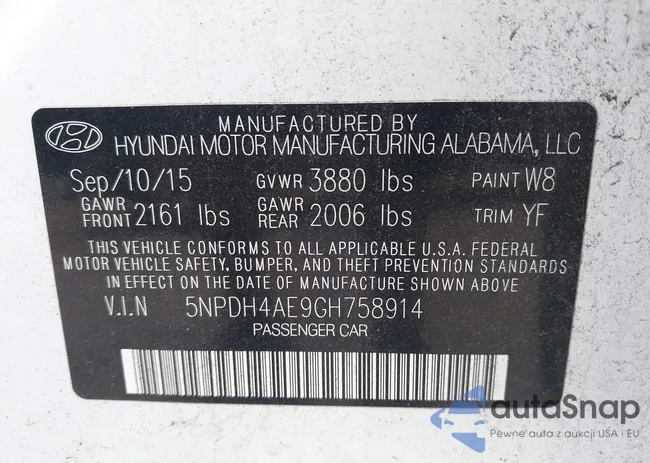 MANUFACTURED BY
HYUNDAI MOTOR MANUFACTURING ALABAMA, LLC
Sep/10/15 GVWR 3880 lbs PAINT W8
GAWR FRONT 2161 lbs GAWR REAR 2006 lbs TRIM YF
THIS VEHICLE CONFORMS TO ALL APPLICABLE U.S.A. FEDERAL
MOTOR VEHICLE SAFETY, BUMPER, AND THEFT PREVENTION STANDARDS
IN EFFECT ON THE DATE OF MANUFACTURE SHOWN ABOVE
V.I.N 5NPDH4AE9GH758914
PASSENGER CAR
autaSnap
Pewne auta z aukcji USA i EU